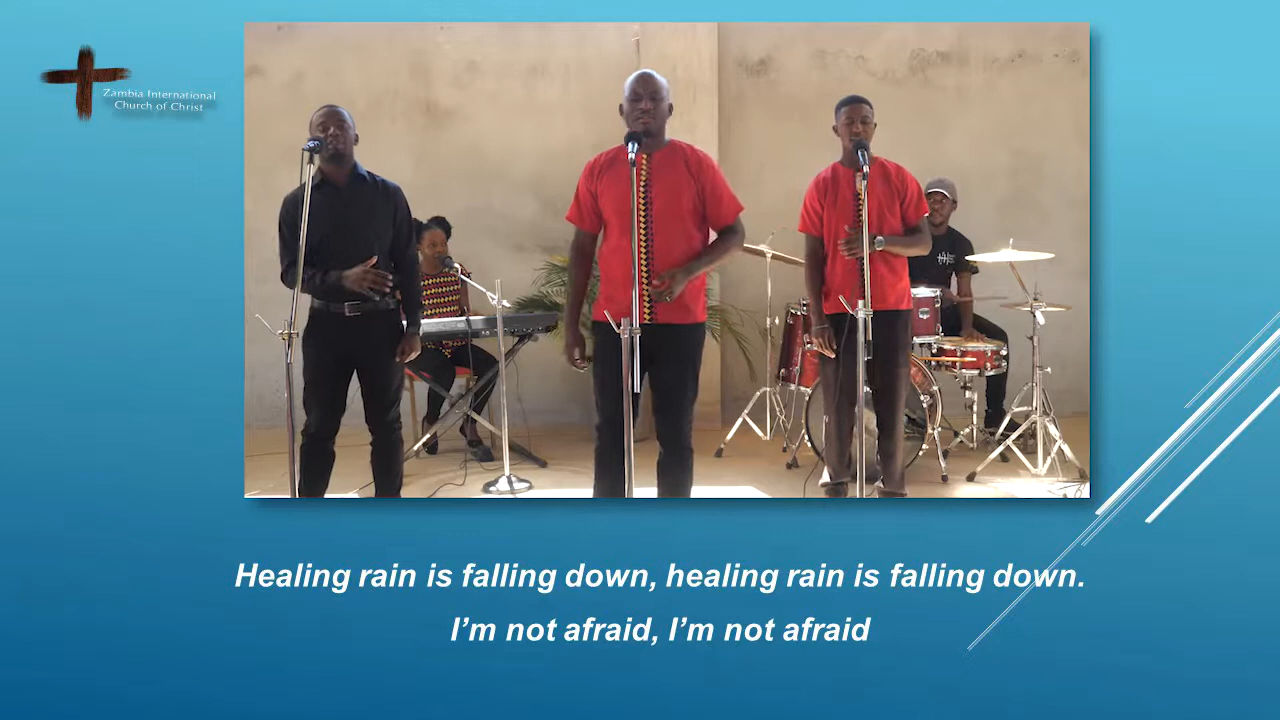 Zambia International
Church of Christ
Healing rain is falling down, healing rain is falling down.
I’m not afraid, I’m not afraid